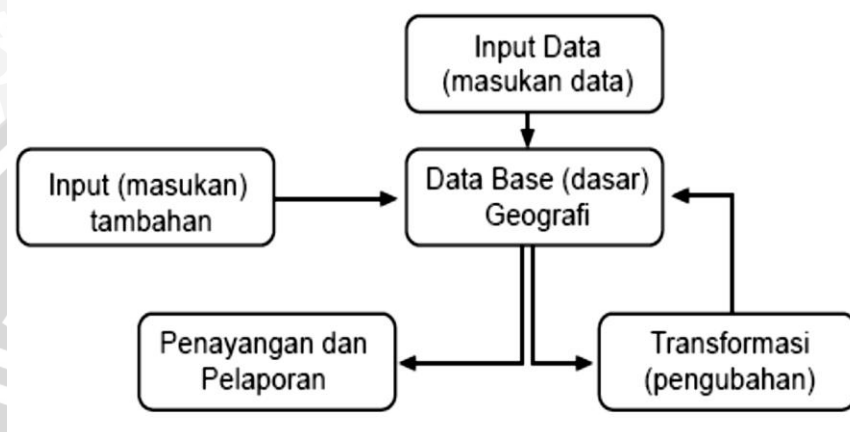 Input Data
(masukan data)
Input (masukan)
tambahan
Data Base (dasar)
Geografi
Penayangan dan
Pelaporan
Transformasi
(pengubahan)